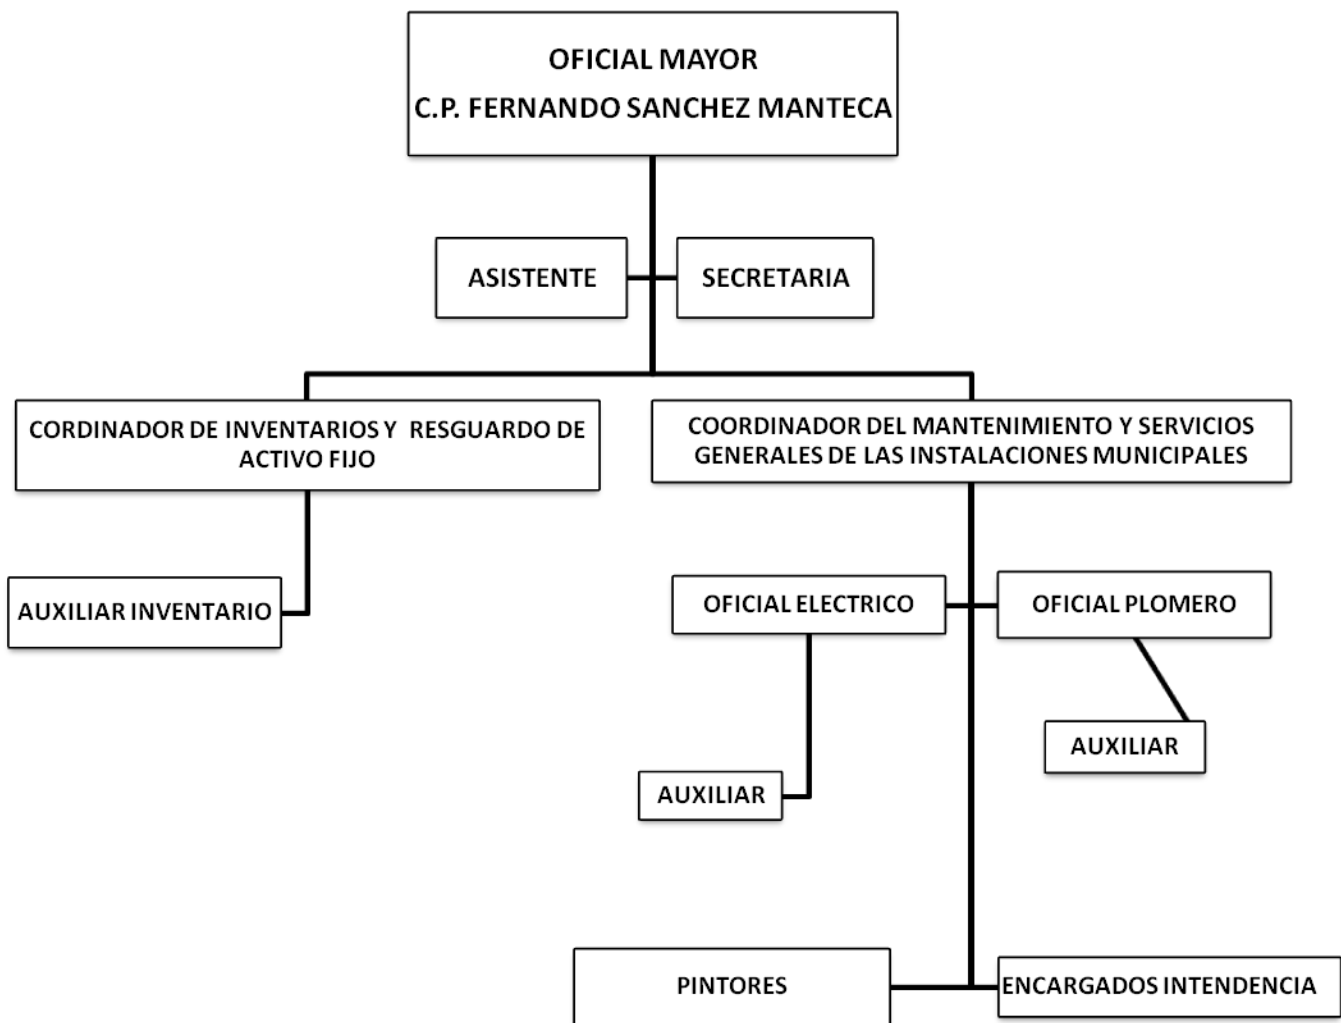 OFICIAL MAYOR
C.P. FERNANDO SANCHEZ MANTECA
ASISTENTE
SECRETARIA
CORDINADOR DE INVENTARIOS Y RESGUARDO DE
ACTIVO FIJO
COORDINADOR DEL MANTENIMIENTO Y SERVICIOS
GENERALES DE LAS INSTALACIONES MUNICIPALES
AUXILIAR INVENTARIO
OFICIAL ELECTRICO
OFICIAL PLOMERO
AUXILIAR
AUXILIAR
PINTORES
ENCARGADOS INTENDENCIA